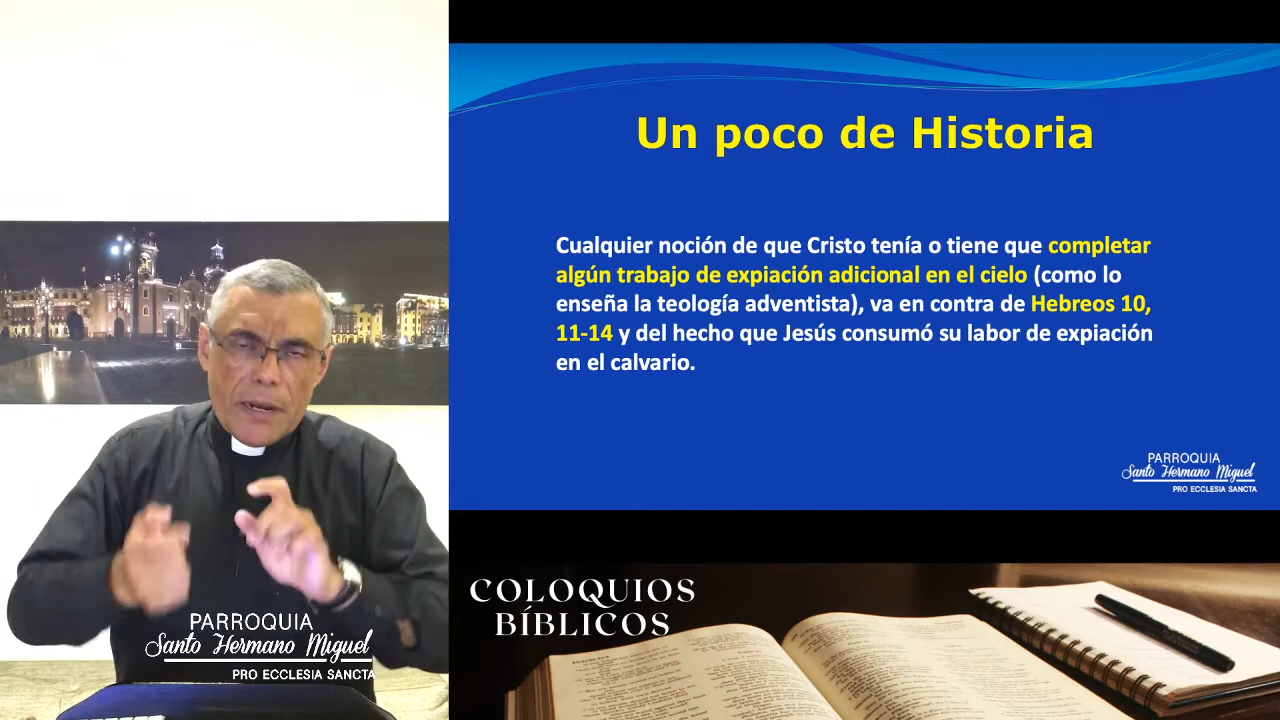 Un poco de Historia
Cualquier noción de que Cristo tenía o tiene que completar
algún trabajo de expiación adicional en el cielo (como lo
enseña la teología adventista), va en contra de Hebreos 10,
11-14 y del hecho que Jesús consumó su labor de expiación
en el calvario.
PARROQUIA
Santo Hermano Miguel
PRO ECCLESIA SANCTA
COLOQUIOS
BÍBLICOS
PARROQUIA
Santo Hermano Miguel
PRO ECCLESIA SANCTA